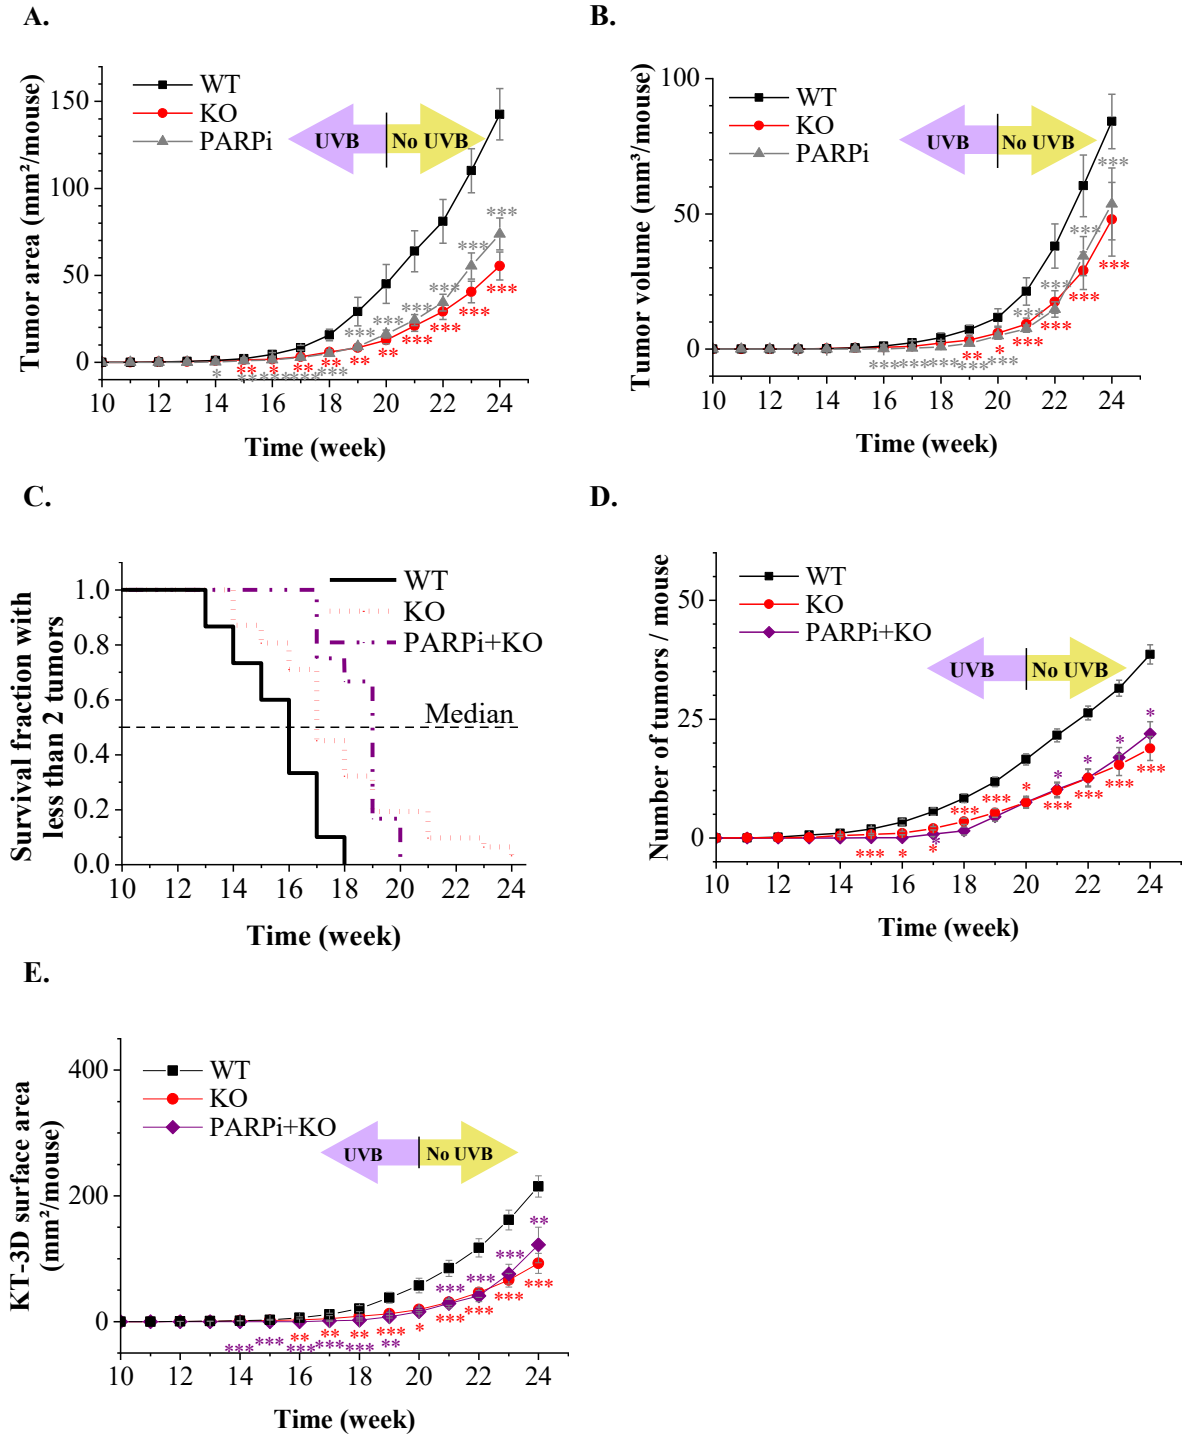 A.
Tumor area (mm²/mouse)
150
100
50
0
WT
KO
PARPi
UVB
No UVB
***
***
***
***
***
***
***
***
***
**
**
**
**
*
**
*
***
***
***
***
10 12 14 16 18 20 22 24
Time (week)
B.
Tumor volume (mm³/mouse)
100
50
0
WT
KO
PARPi
UVB
No UVB
***
***
***
***
***
***
***
***
*
**
***
***
***
***
***
10 12 14 16 18 20 22 24
Time (week)
C.
Survival fraction with
less than 2 tumors
1.0
0.8
0.6
0.4
0.2
0.0
WT
KO
PARPi+KO
Median
10 12 14 16 18 20 22 24
Time (week)
D.
Number of tumors / mouse
50
25
0
WT
KO
PARPi+KO
UVB
No UVB
*
*
*
*
*
***
***
***
***
***
***
***
*
*
*
10 12 14 16 18 20 22 24
Time (week)
E.
KT-3D surface area
(mm²/mouse)
400
200
0
WT
KO
PARPi+KO
UVB
No UVB
**
***
***
***
***
***
***
***
*
***
**
**
**
***
***
***
***
***
**
10 12 14 16 18 20 22 24
Time (week)